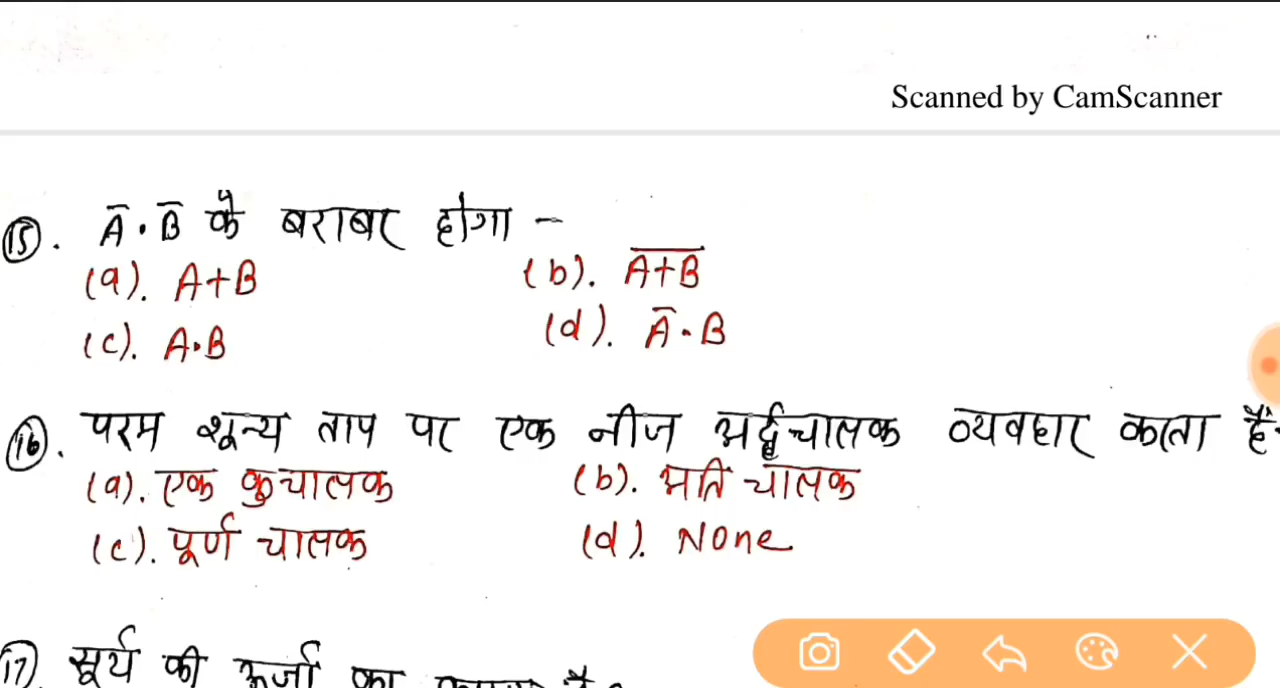 Scanned by CamScanner
15. Ā·B̄ के बराबर होगा –
(a). A+B (b). A̅+̅B̅
(c). A·B (d). Ā·B
16. परम शून्य ताप पर एक नीज अर्द्धचालक व्यवहार करता हैं-
(a). एक कुचालक (b). अति चालक
(c). पूर्ण चालक (d). None
17 सूर्य की ऊर्जा का